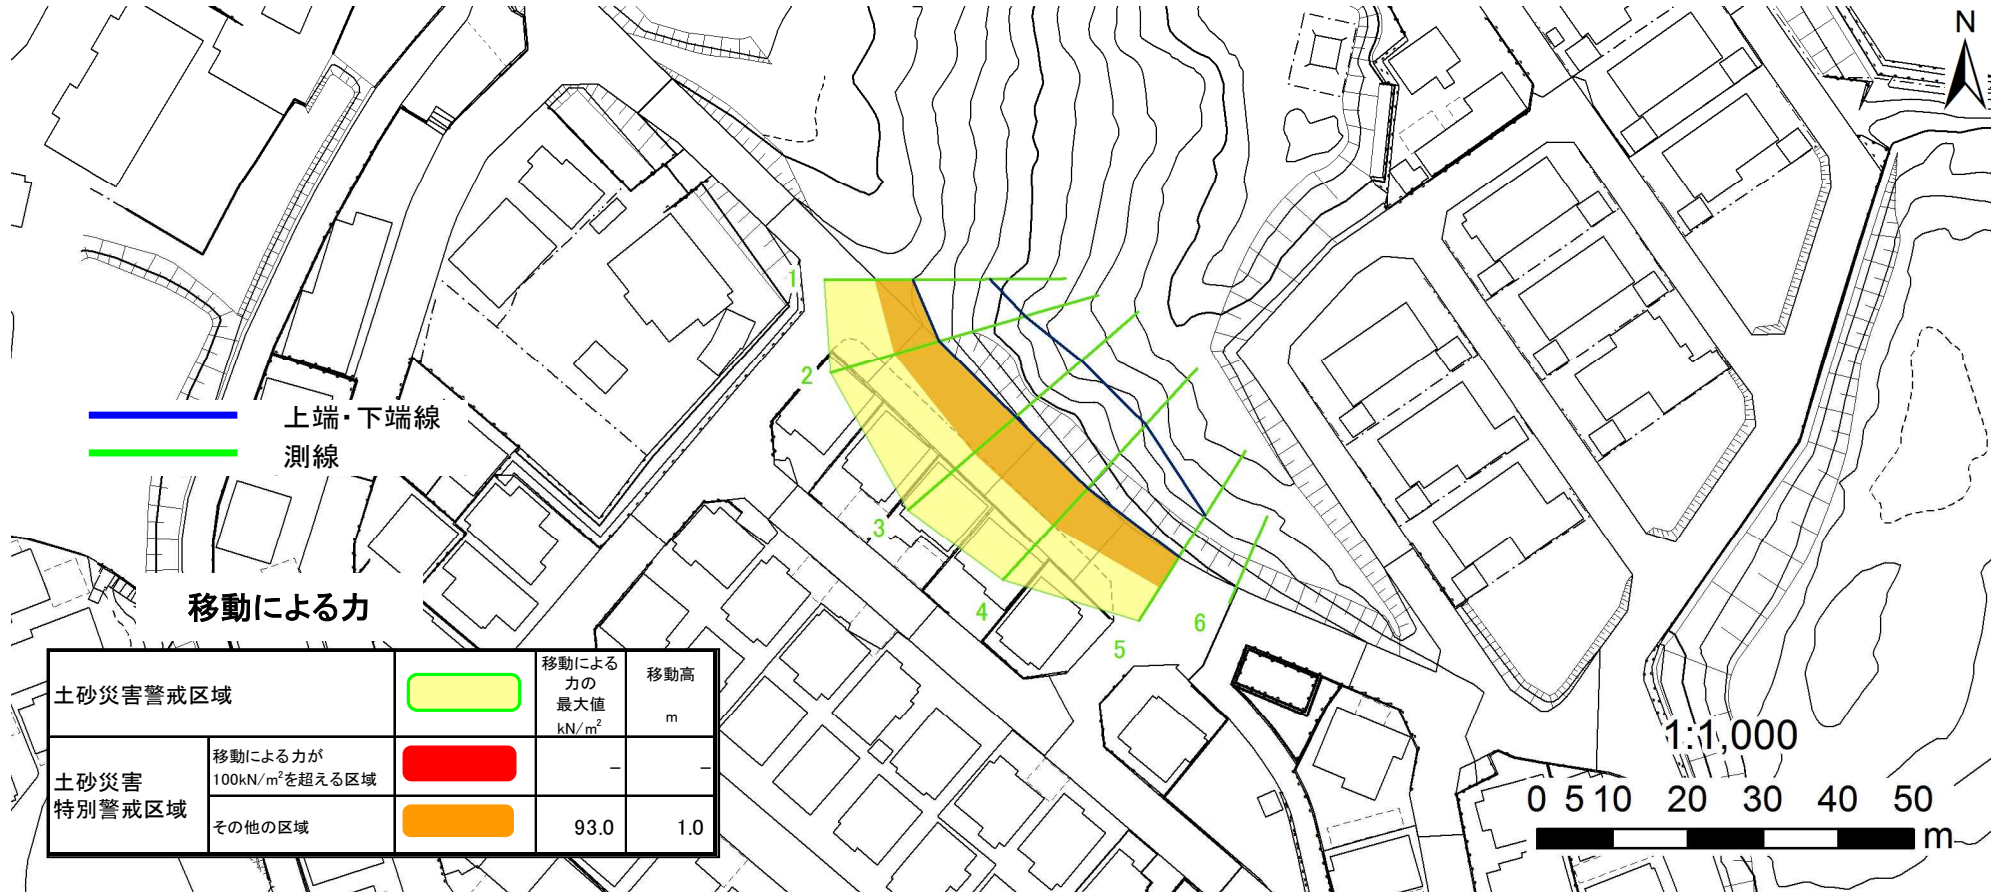 N
1
2
3
4
5
6
上端・下端線
測線
移動による力
移動による
力の
最大値
kN/m²
移動高
m
土砂災害警戒区域
土砂災害
特別警戒区域
移動による力が
100kN/m²を超える区域
－
－
その他の区域
93.0
1.0
1:1,000
0 5 10 20 30 40 50
m